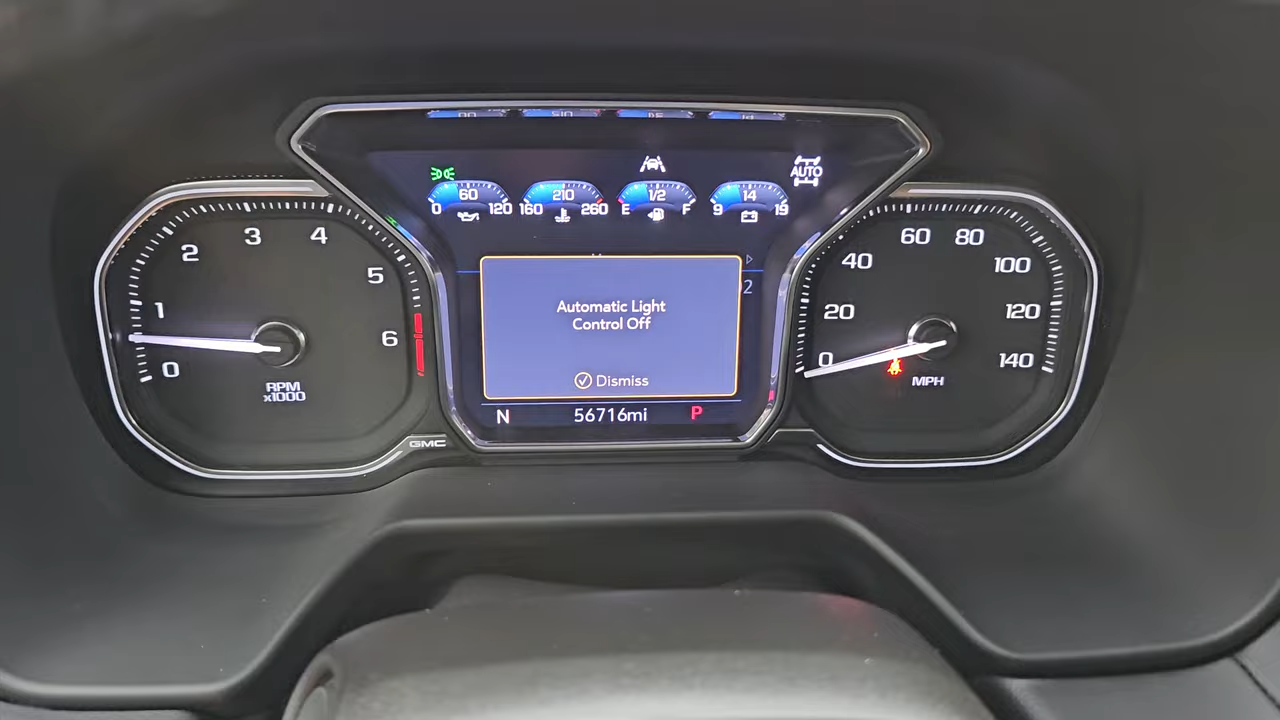 AUTO
60
0 120
210
160 260
1/2
E F
14
9 19
0
1
2
3
4
5
6
RPM
x1000
GMC
Automatic Light
Control Off
Dismiss
2
N 56716mi P
0
20
40
60
80
100
120
140
MPH